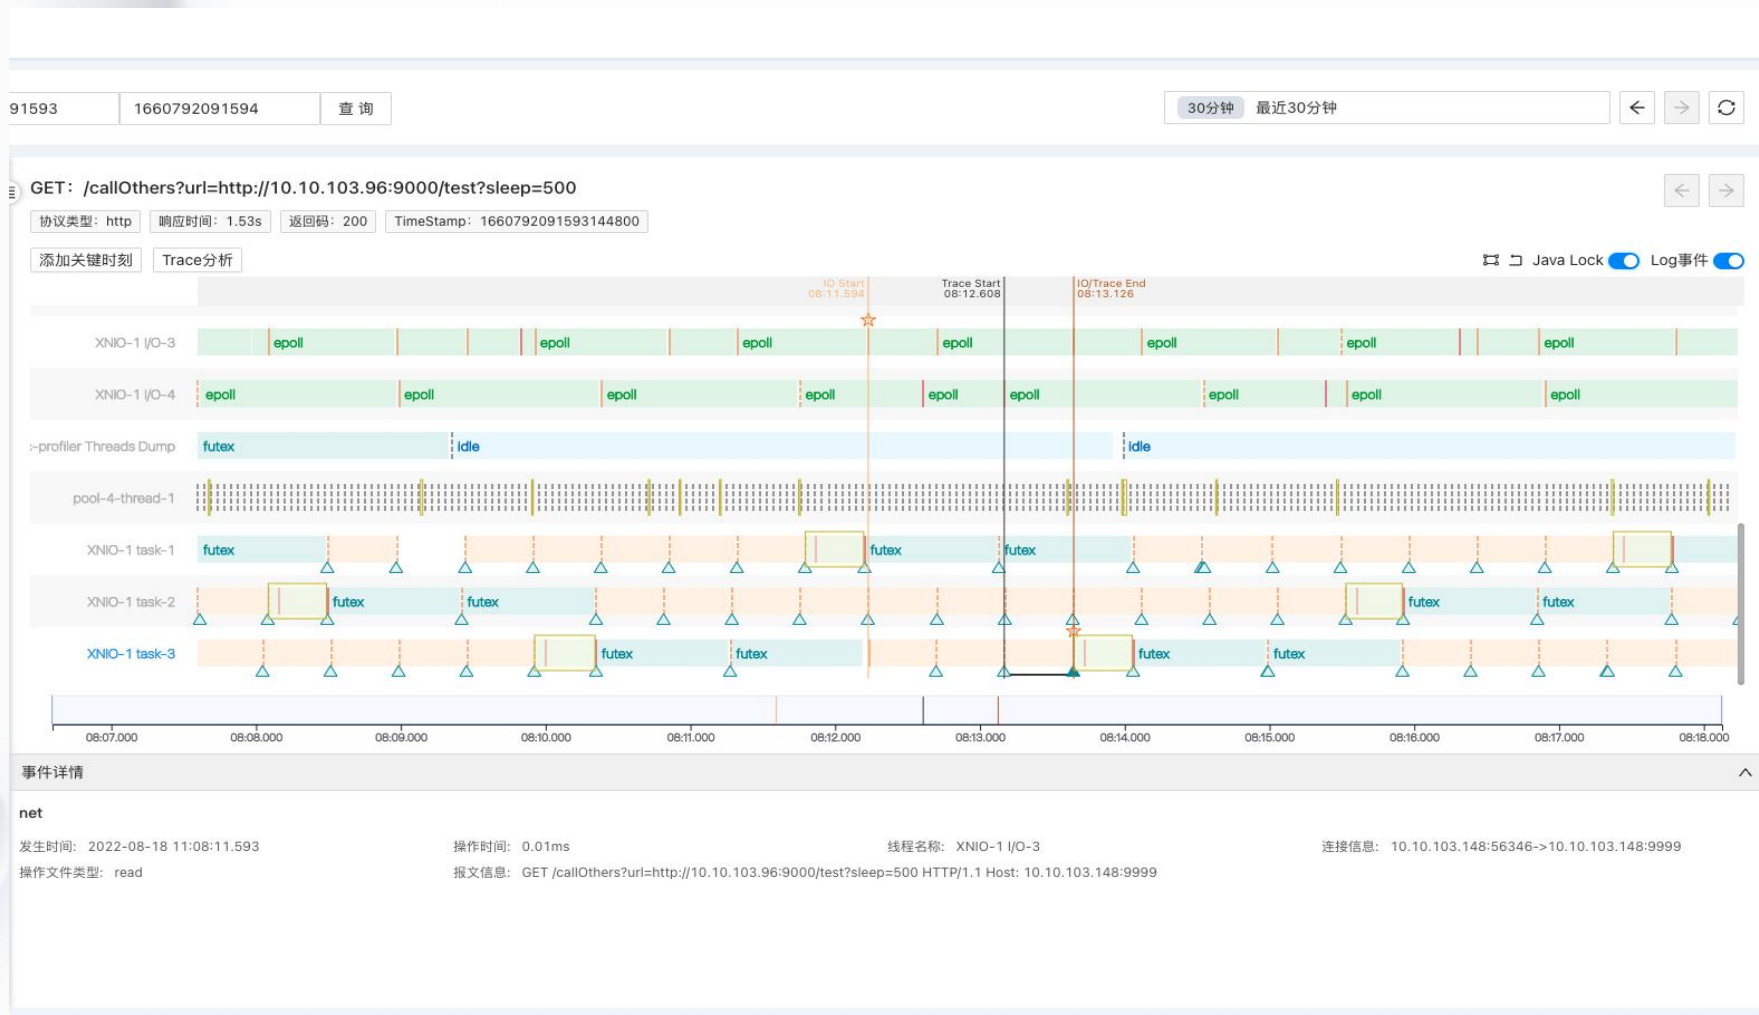 91593 1660792091594 查 询 30分钟 最近30分钟
GET：/callOthers?url=http://10.10.103.96:9000/test?sleep=500
协议类型：http 响应时间：1.53s 返回码：200 TimeStamp：1660792091593144800
添加关键时刻 Trace分析 Java Lock Log事件
IO Start Trace Start IO/Trace End
08:11.594 08:12.608 08:13.126
XNIO-1 I/O-3 epoll epoll epoll epoll epoll epoll epoll
XNIO-1 I/O-4 epoll epoll epoll epoll epoll epoll epoll epoll epoll
-profiler Threads Dump futex idle idle
pool-4-thread-1
XNIO-1 task-1 futex futex futex
XNIO-1 task-2 futex futex futex futex
XNIO-1 task-3 futex futex futex futex
08:07.000 08:08.000 08:09.000 08:10.000 08:11.000 08:12.000 08:13.000 08:14.000 08:15.000 08:16.000 08:17.000 08:18.000
事件详情
net
发生时间: 2022-08-18 11:08:11.593 操作时间: 0.01ms 线程名称: XNIO-1 I/O-3 连接信息: 10.10.103.148:56346->10.10.103.148:9999
操作文件类型: read 报文信息: GET /callOthers?url=http://10.10.103.96:9000/test?sleep=500 HTTP/1.1 Host: 10.10.103.148:9999